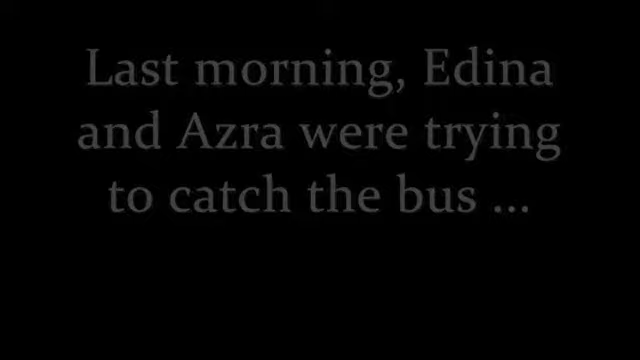 Last morning, Edina
and Azra were trying
to catch the bus ...